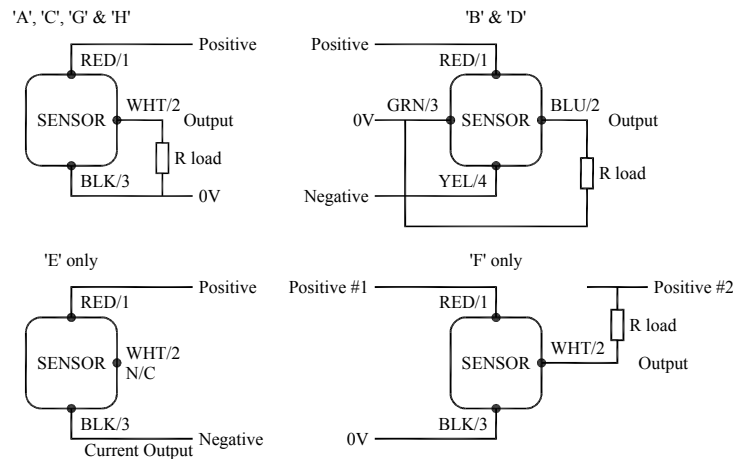 'A', 'C', 'G' & 'H'
Positive
RED/1
WHT/2
SENSOR
Output
R load
BLK/3
0V
'B' & 'D'
Positive
RED/1
GRN/3
BLU/2
0V
SENSOR
Output
R load
YEL/4
Negative
'E' only
Positive
RED/1
SENSOR
WHT/2
N/C
BLK/3
Negative
Current Output
'F' only
Positive #1
Positive #2
RED/1
R load
WHT/2
SENSOR
Output
BLK/3
0V